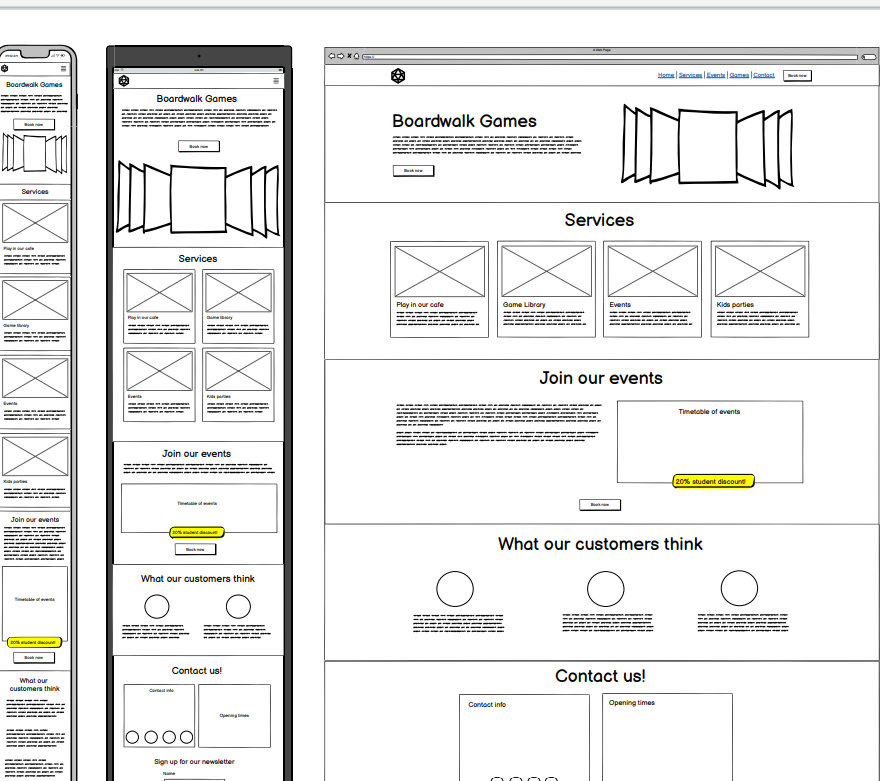 Boardwalk Games
Book now
Services
Play in our cafe
Game library
Events
Kids parties
Join our events
Timetable of events
20% student discount!
Book now
What our
customers think
Boardwalk Games
Book now
Services
Play in our cafe
Game library
Events
Kids parties
Join our events
Timetable of events
20% student discount!
Book now
What our customers think
Contact us!
Contact info
Opening times
Sign up for our newsletter
Name
A Web Page
Home | Services | Events | Games | Contact
Book now
Boardwalk Games
Book now
Services
Play in our cafe
Game Library
Events
Kids parties
Join our events
Timetable of events
20% student discount!
Book now
What our customers think
Contact us!
Contact info
Opening times